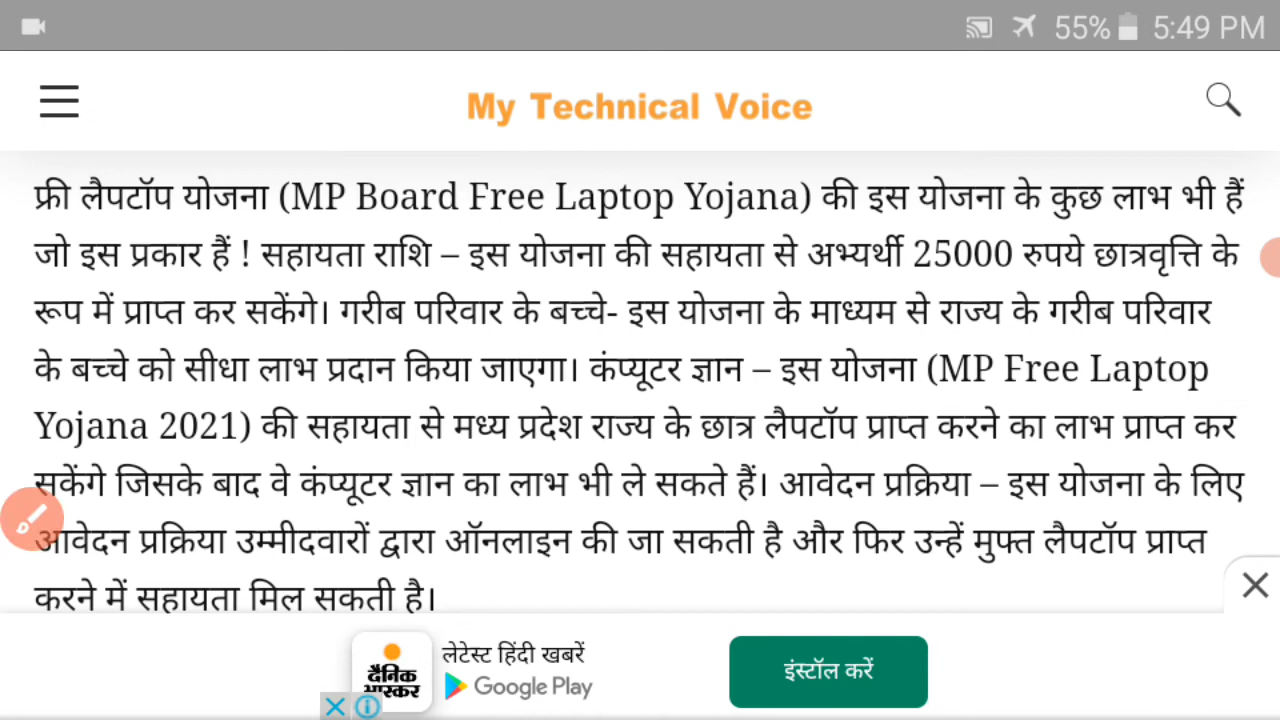 55% 5:49 PM
My Technical Voice
फ्री लैपटॉप योजना (MP Board Free Laptop Yojana) की इस योजना के कुछ लाभ भी हैं
जो इस प्रकार हैं ! सहायता राशि – इस योजना की सहायता से अभ्यर्थी 25000 रुपये छात्रवृत्ति के
रूप में प्राप्त कर सकेंगे। गरीब परिवार के बच्चे- इस योजना के माध्यम से राज्य के गरीब परिवार
के बच्चे को सीधा लाभ प्रदान किया जाएगा। कंप्यूटर ज्ञान – इस योजना (MP Free Laptop
Yojana 2021) की सहायता से मध्य प्रदेश राज्य के छात्र लैपटॉप प्राप्त करने का लाभ प्राप्त कर
सकेंगे जिसके बाद वे कंप्यूटर ज्ञान का लाभ भी ले सकते हैं। आवेदन प्रक्रिया – इस योजना के लिए
आवेदन प्रक्रिया उम्मीदवारों द्वारा ऑनलाइन की जा सकती है और फिर उन्हें मुफ्त लैपटॉप प्राप्त
करने में सहायता मिल सकती है।
दैनिक
भास्कर
लेटेस्ट हिंदी खबरें
Google Play
इंस्टॉल करें